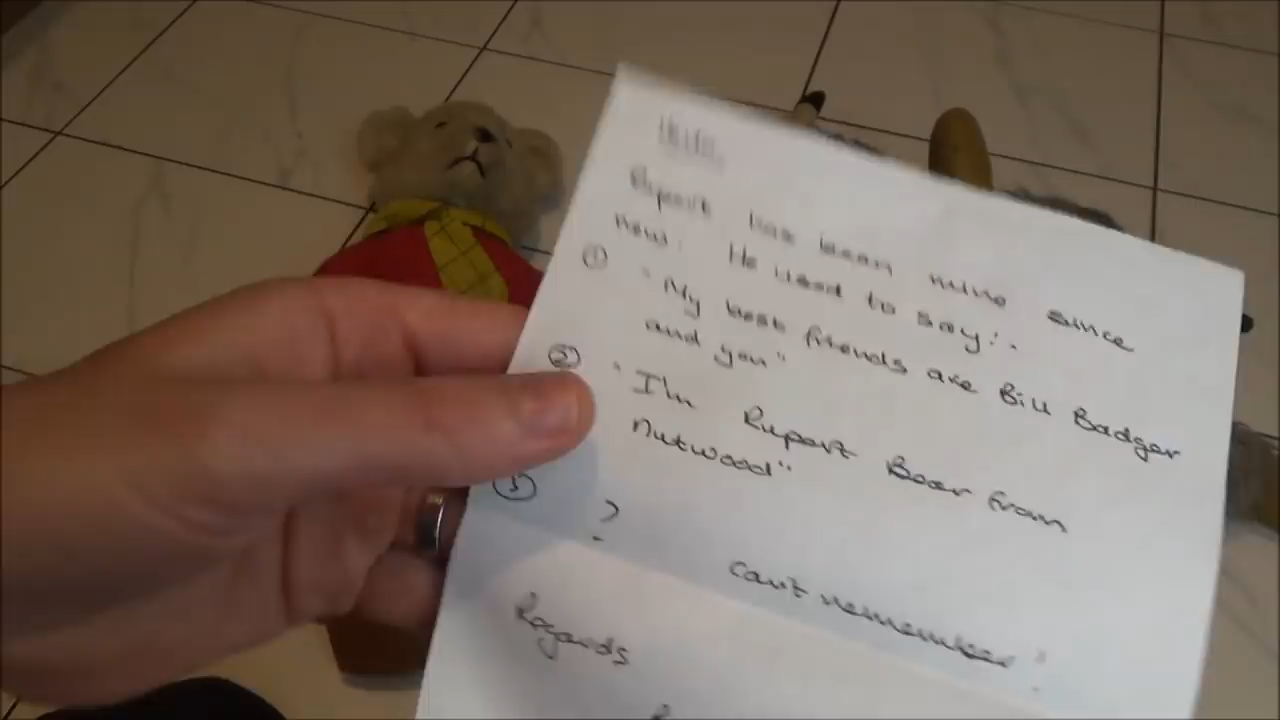 Rupert has been mine since
new. He used to say:-
① "My best friends are Bill Badger
and you"
② "I'm Rupert Bear from
Nutwood"
③ ? can't remember!
Regards